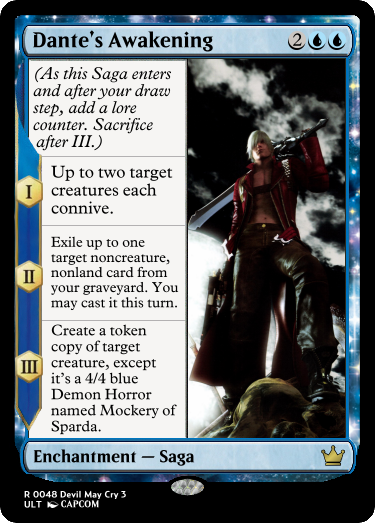 Dante's Awakening 2
(As this Saga enters
and after your draw
step, add a lore
counter. Sacrifice
after III.)
I
Up to two target
creatures each
connive.
II
Exile up to one
target noncreature,
nonland card from
your graveyard. You
may cast it this turn.
III
Create a token
copy of target
creature, except
it's a 4/4 blue
Demon Horror
named Mockery of
Sparda.
Enchantment — Saga
R 0048 Devil May Cry 3
ULT CAPCOM